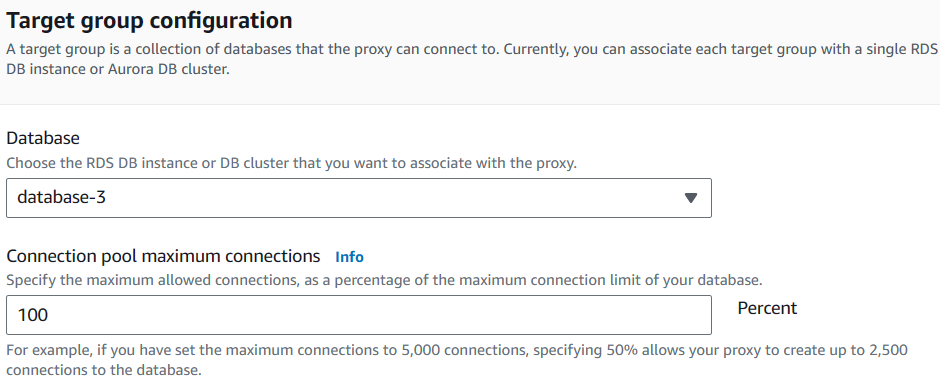 Target group configuration
A target group is a collection of databases that the proxy can connect to. Currently, you can associate each target group with a single RDS
DB instance or Aurora DB cluster.
Database
Choose the RDS DB instance or DB cluster that you want to associate with the proxy.
database-3
Connection pool maximum connections Info
Specify the maximum allowed connections, as a percentage of the maximum connection limit of your database.
100 Percent
For example, if you have set the maximum connections to 5,000 connections, specifying 50% allows your proxy to create up to 2,500
connections to the database.